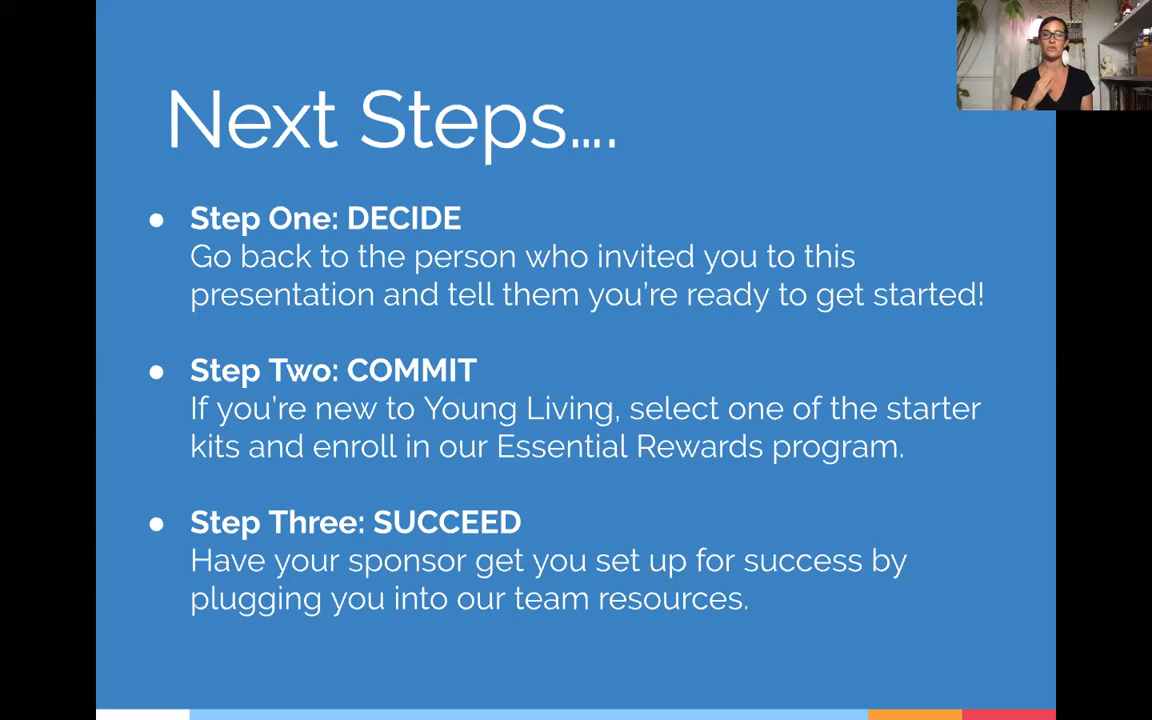 Next Steps....
Step One: DECIDE
Go back to the person who invited you to this
presentation and tell them you're ready to get started!
Step Two: COMMIT
If you're new to Young Living, select one of the starter
kits and enroll in our Essential Rewards program.
Step Three: SUCCEED
Have your sponsor get you set up for success by
plugging you into our team resources.